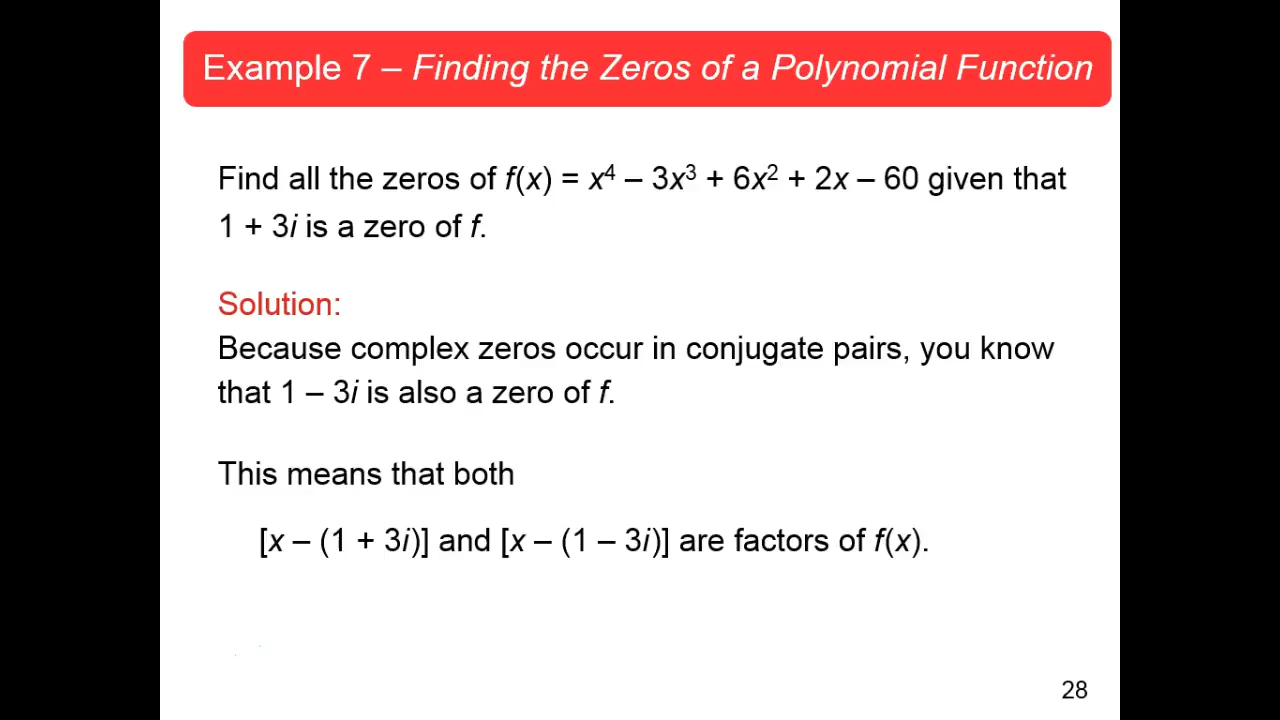 Example 7 – Finding the Zeros of a Polynomial Function
Find all the zeros of f(x) = x⁴ – 3x³ + 6x² + 2x – 60 given that
1 + 3i is a zero of f.
Solution:
Because complex zeros occur in conjugate pairs, you know
that 1 – 3i is also a zero of f.
This means that both
[x – (1 + 3i)] and [x – (1 – 3i)] are factors of f(x).
28